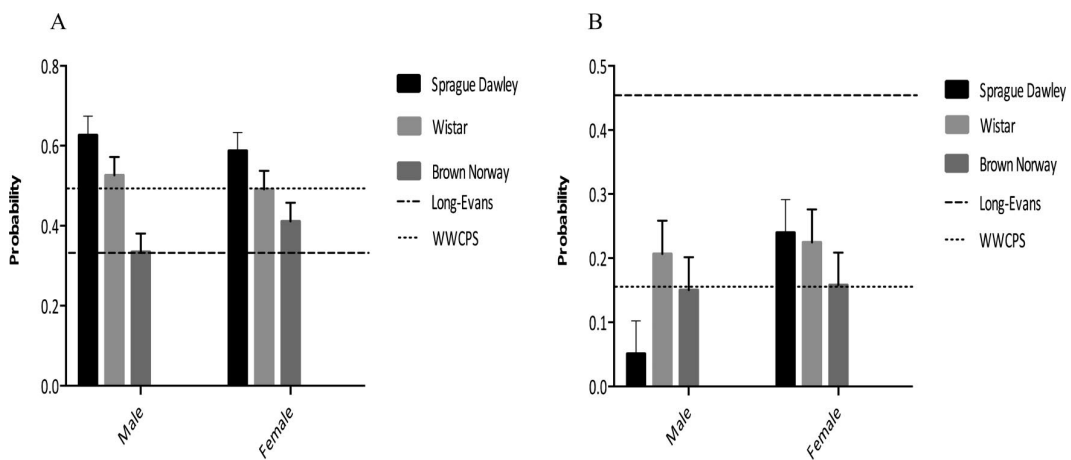 A
Probability
0.8
0.6
0.4
0.2
0.0
Male
Female
Sprague Dawley
Wistar
Brown Norway
Long-Evans
WWCPS
B
Probability
0.5
0.4
0.3
0.2
0.1
0.0
Male
Female
Sprague Dawley
Wistar
Brown Norway
Long-Evans
WWCPS